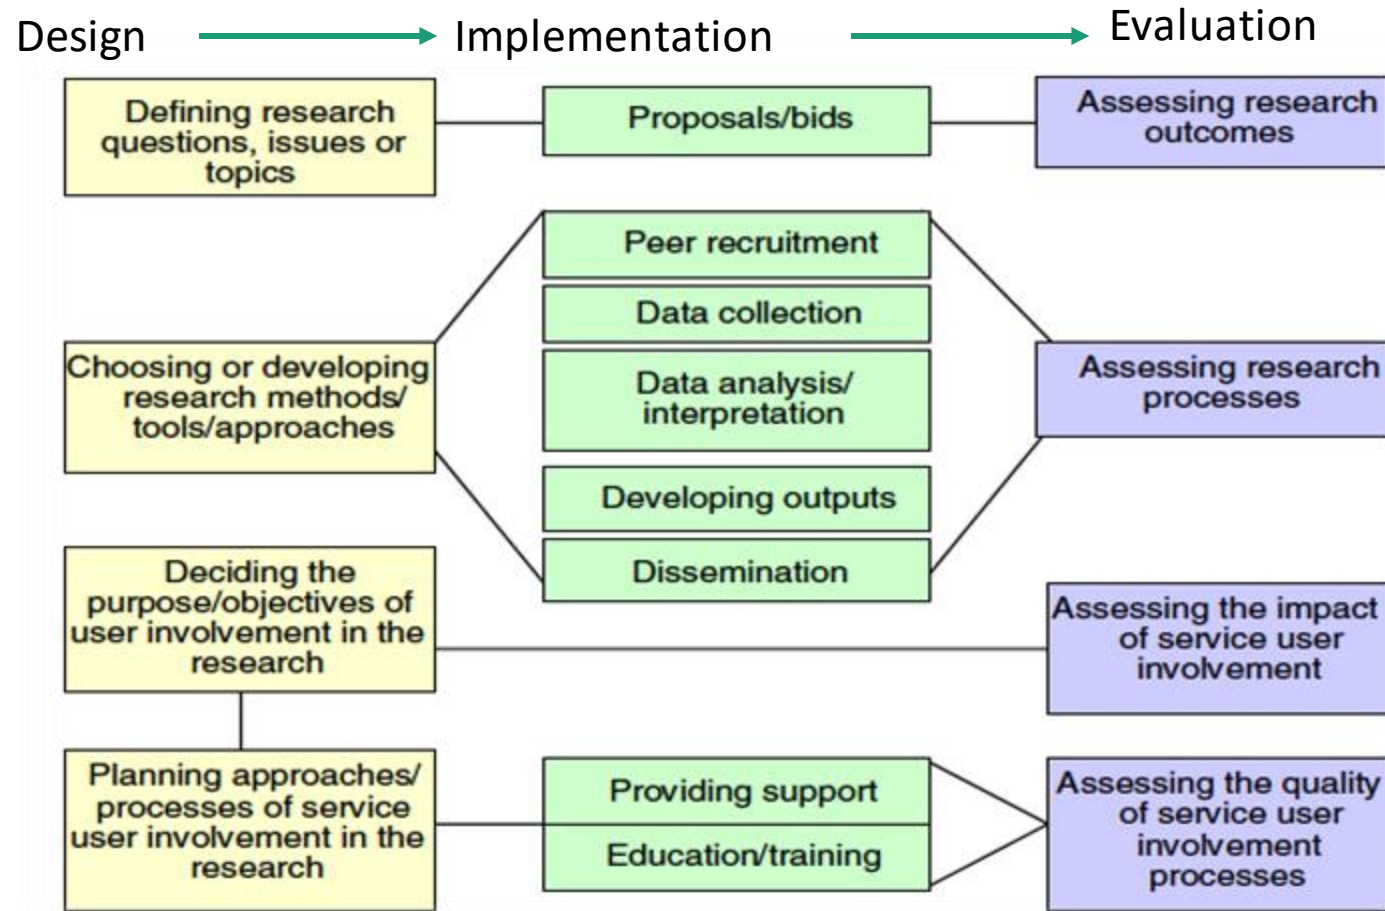 Design
Implementation
Evaluation
Defining research
questions, issues or
topics
Proposals/bids
Assessing research
outcomes
Choosing or developing
research methods/
tools/approaches
Peer recruitment
Data collection
Data analysis/
interpretation
Developing outputs
Dissemination
Assessing research
processes
Deciding the
purpose/objectives of
user involvement in the
research
Assessing the impact
of service user
involvement
Planning approaches/
processes of service
user involvement in the
research
Providing support
Education/training
Assessing the quality
of service user
involvement
processes